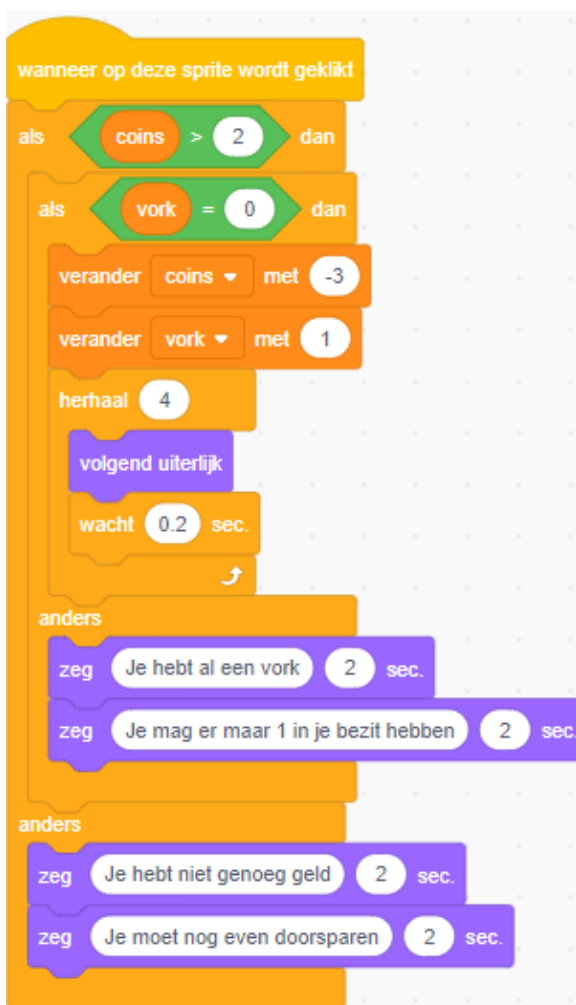 wanneer op deze sprite wordt geklikt
als coins > 2 dan
als vork = 0 dan
verander coins met -3
verander vork met 1
herhaal 4
volgend uiterlijk
wacht 0.2 sec.
anders
zeg Je hebt al een vork 2 sec.
zeg Je mag er maar 1 in je bezit hebben 2 sec.
anders
zeg Je hebt niet genoeg geld 2 sec.
zeg Je moet nog even doorsparen 2 sec.